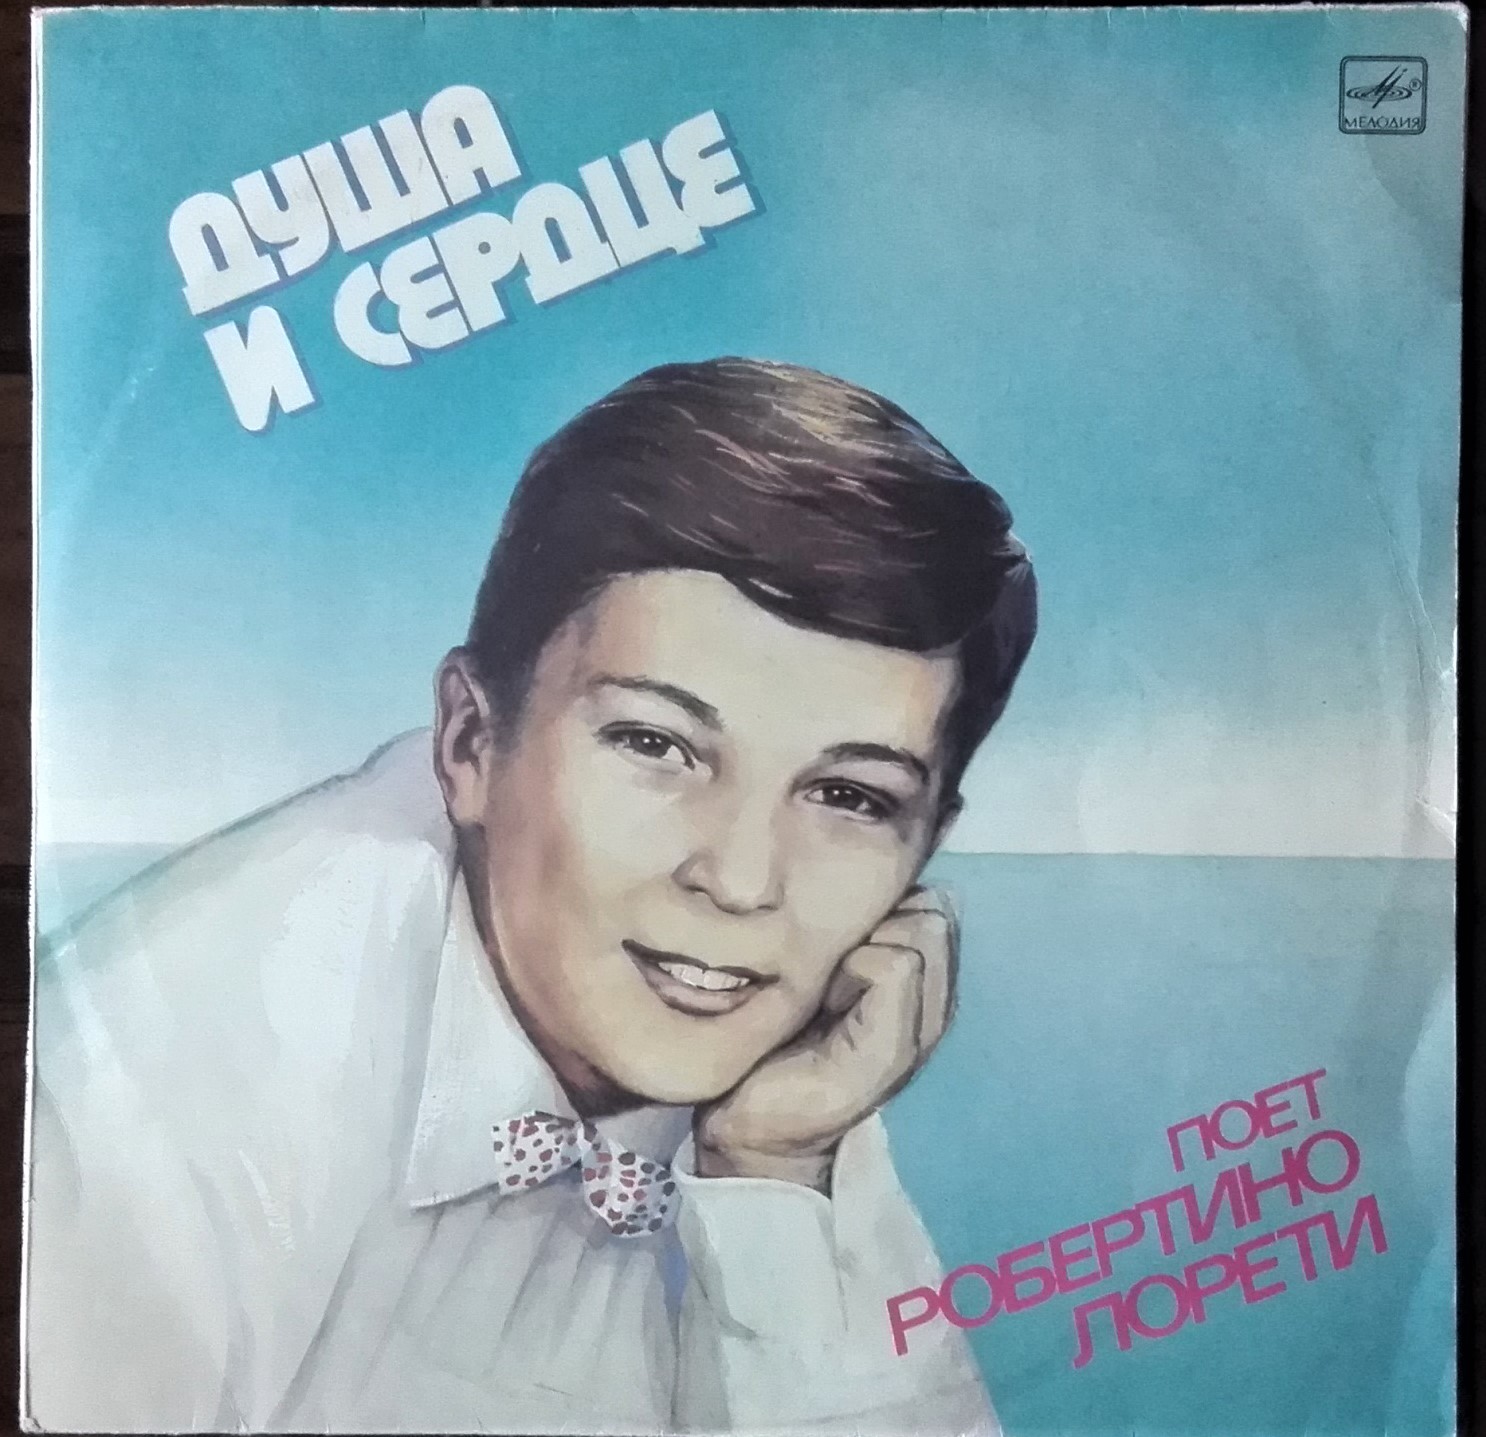 ДУША
И СЕРДЦЕ
МЕЛОДИЯ
ПОЕТ
РОБЕРТИНО
ЛОРЕТИ